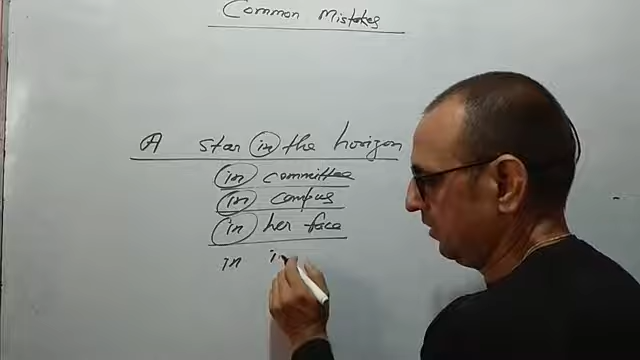 Common Mistakes
A star in the horizon
in committee
in campus
in her face
in